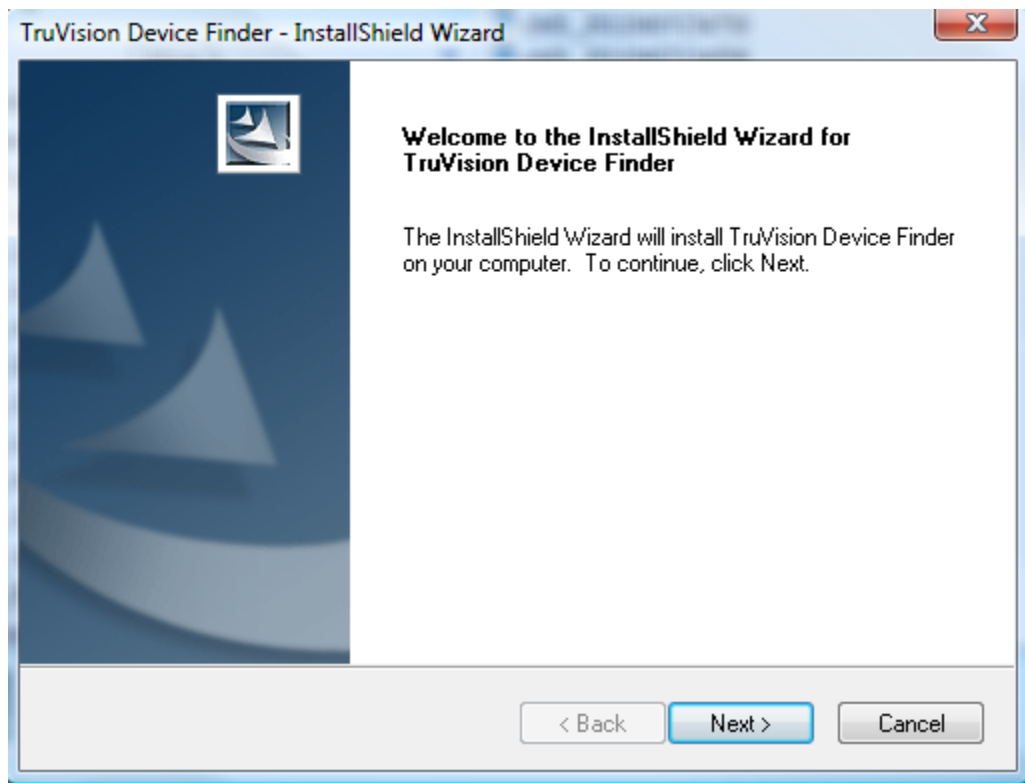 TruVision Device Finder - InstallShield Wizard
Welcome to the InstallShield Wizard for
TruVision Device Finder
The InstallShield Wizard will install TruVision Device Finder
on your computer. To continue, click Next.
< Back
Next >
Cancel